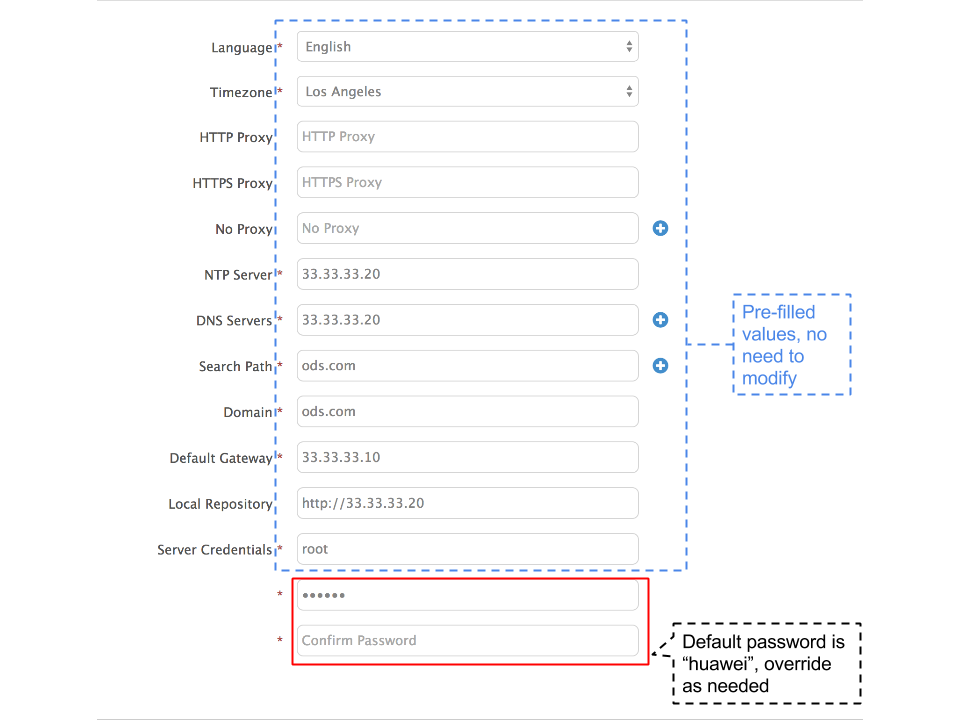 Language * English
Timezone * Los Angeles
HTTP Proxy HTTP Proxy
HTTPS Proxy HTTPS Proxy
No Proxy No Proxy
NTP Server * 33.33.33.20
DNS Servers * 33.33.33.20
Search Path * ods.com
Domain * ods.com
Default Gateway * 33.33.33.10
Local Repository http://33.33.33.20
Server Credentials * root
* ••••••
* Confirm Password
Pre-filled
values, no
need to
modify
Default password is
“huawei”, override
as needed